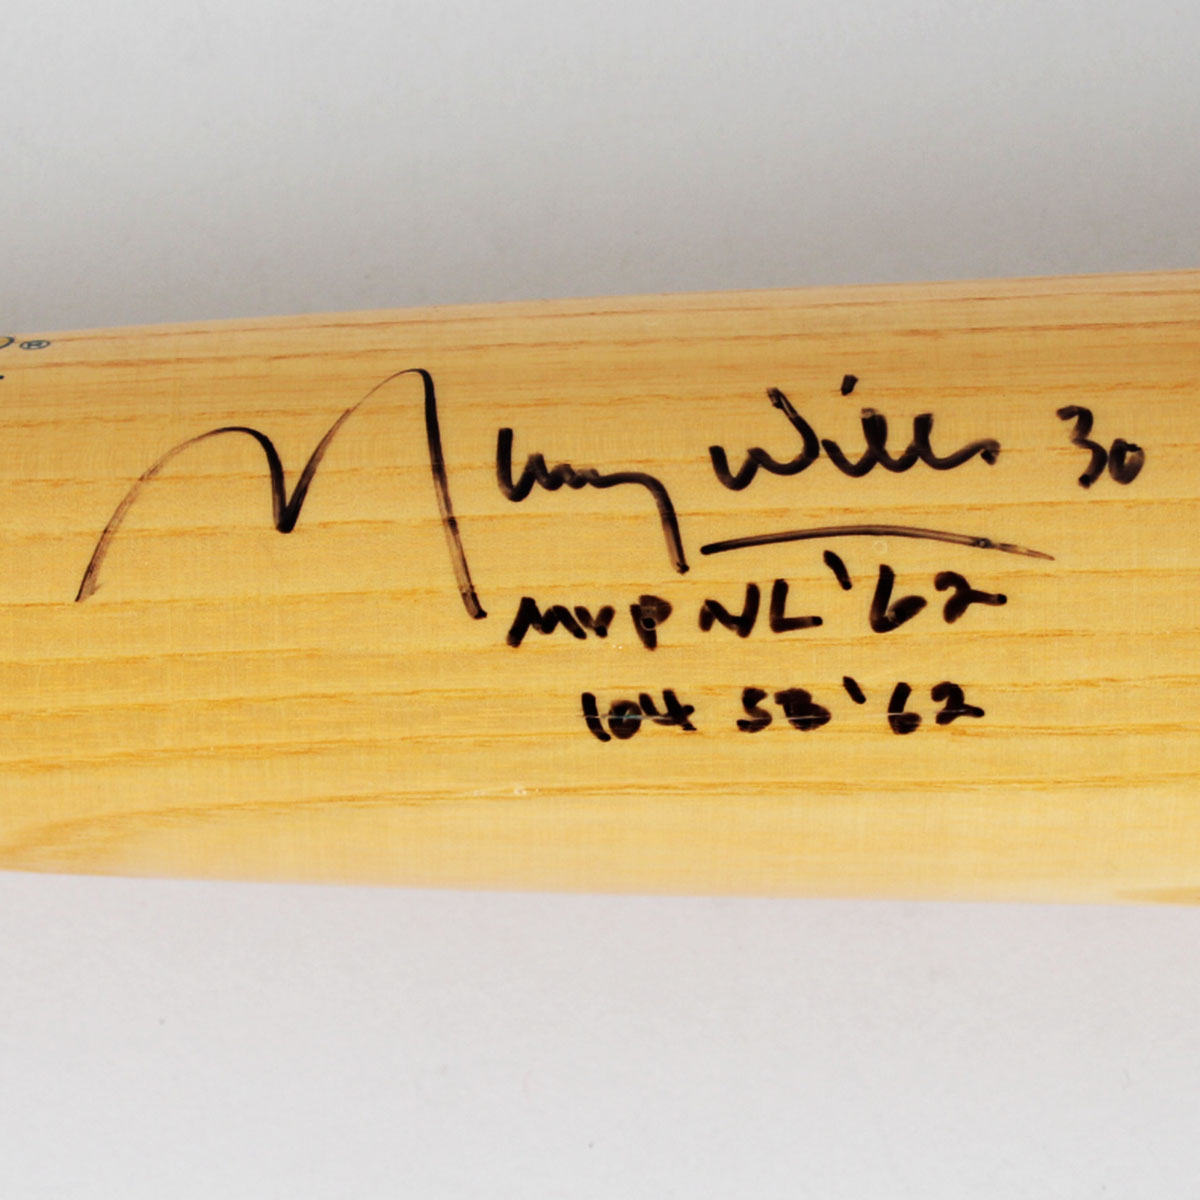 Maury Wills 30
MVP NL '62
104 SB '62